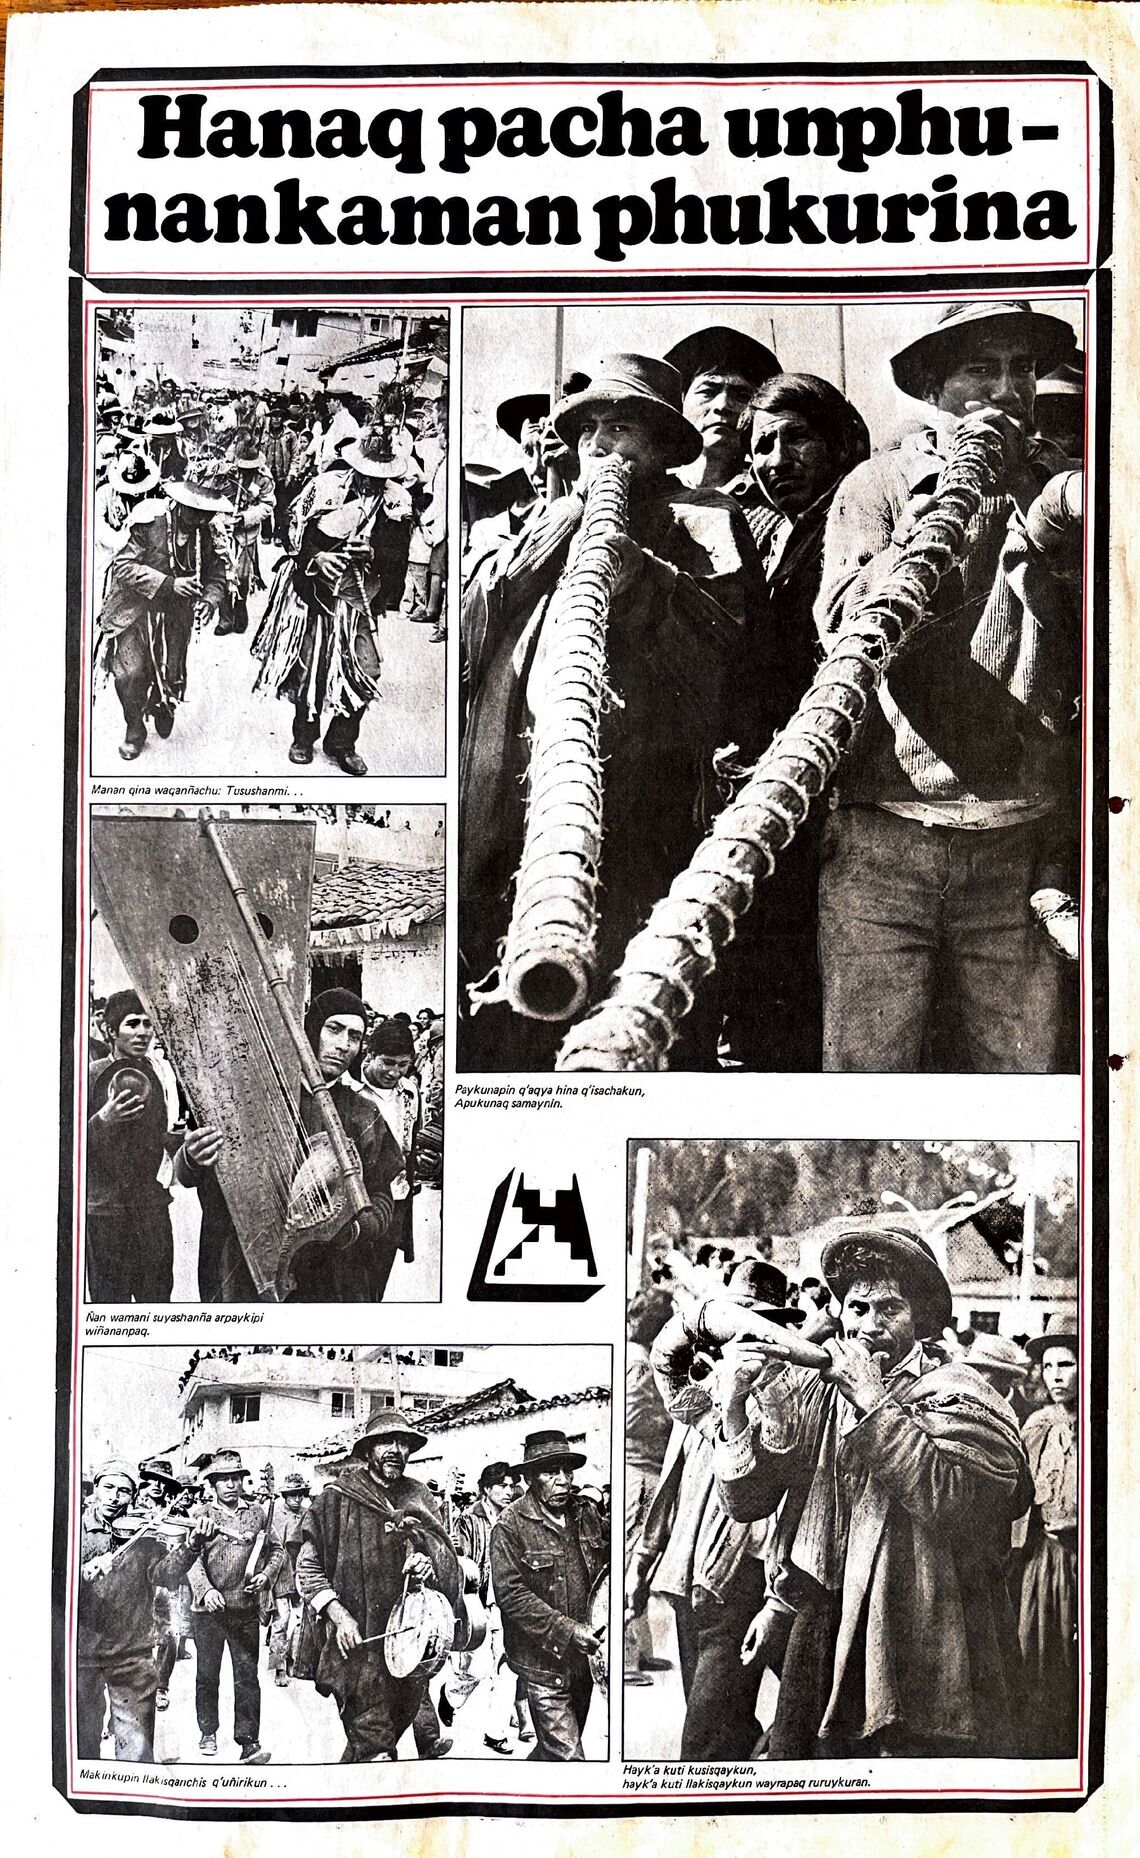 Hanaq pacha unphu-
nankaman phukurina
Manan qina waqanñachu: Tusushanmi. . .
Paykunapin q'aqya hina q'isachakun,
Apukunaq samaynin.
Ñan wamani suyashanña arpaykipi
wiñananpaq.
Makinkupin llakisqanchis q'uñirikun . . .
Hayk'a kuti kusisqaykun,
hayk'a kuti llakisqaykun wayrapaq ruruykuran.